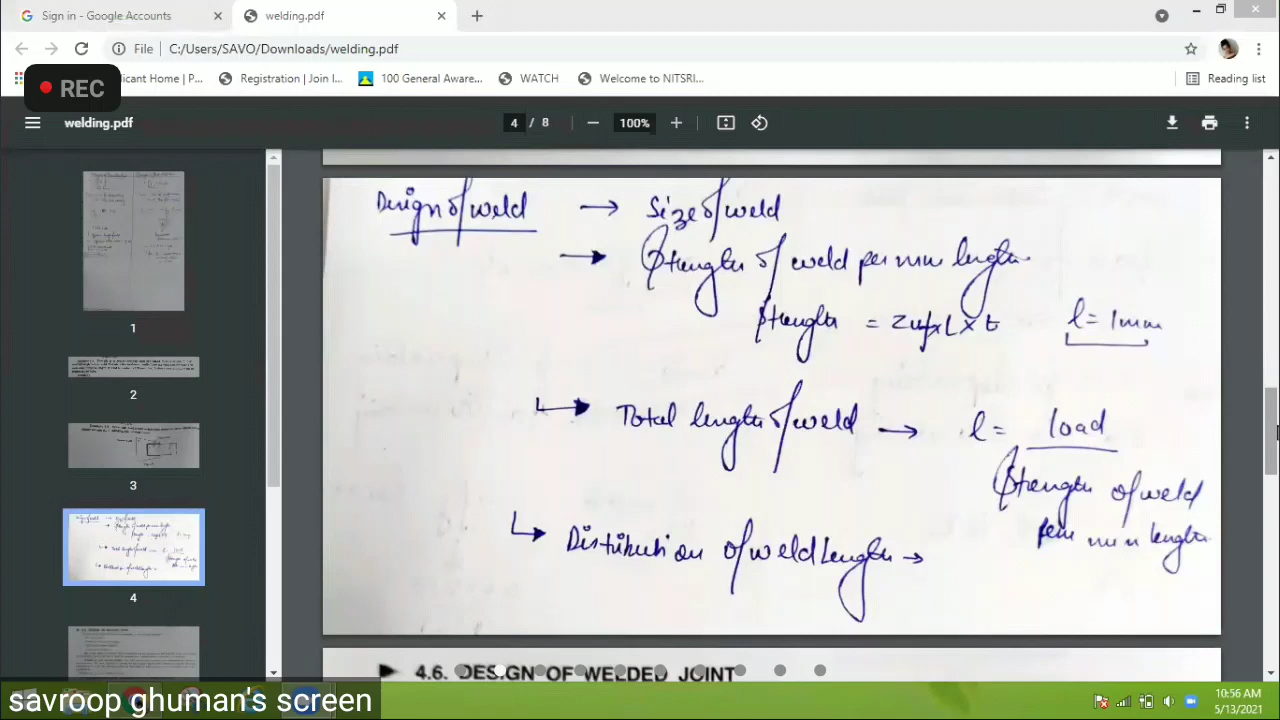 Sign in - Google Accounts
welding.pdf
File C:/Users/SAVO/Downloads/welding.pdf
licant Home | P...
Registration | Join I...
100 General Aware...
WATCH
Welcome to NITSRI...
Reading list
REC
welding.pdf
4 / 8
100%
Design of weld → Size of weld
→ Strength of weld per mm length
Strength = × L × t l = 1mm
→ Total length of weld → l = load
Strength of weld
per mm length
→ Distribution of weld length →
1
2
3
4
4.6. DESIGN OF WELDED JOINT
savroop ghuman's screen
10:56 AM
5/13/2021